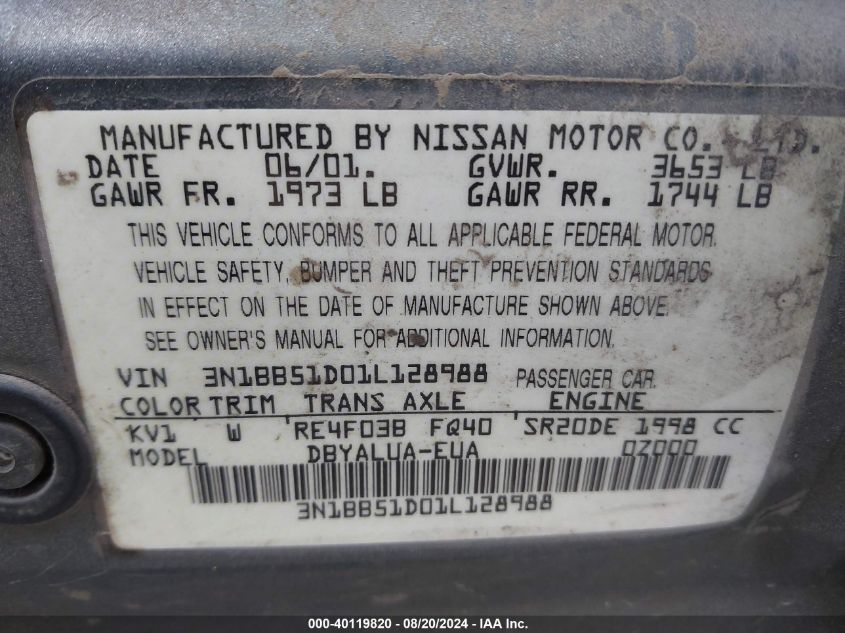 MANUFACTURED BY NISSAN MOTOR CO., LTD.
DATE 06/01. GVWR. 3653 LB
GAWR FR. 1973 LB GAWR RR. 1744 LB
THIS VEHICLE CONFORMS TO ALL APPLICABLE FEDERAL MOTOR
VEHICLE SAFETY, BUMPER AND THEFT PREVENTION STANDARDS
IN EFFECT ON THE DATE OF MANUFACTURE SHOWN ABOVE.
SEE OWNER'S MANUAL FOR ADDITIONAL INFORMATION.
VIN 3N1BB51D01L128988 PASSENGER CAR
COLOR TRIM TRANS AXLE ENGINE
KV1 W RE4F03B FQ40 SR20DE 1998 CC
MODEL DBYALUA-EUA 0Z000
3N1BB51D01L128988
000-40119820 - 08/20/2024 - IAA Inc.